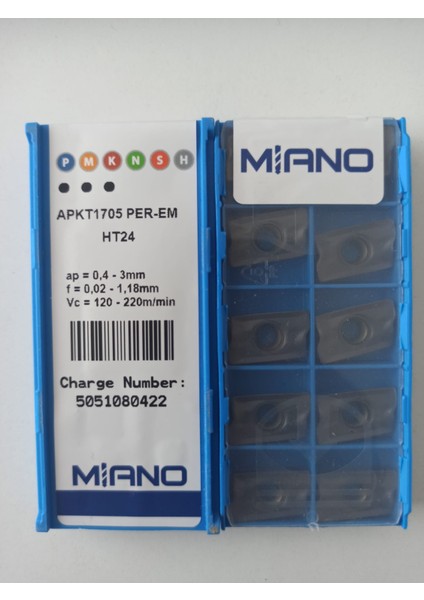 P M K N S H
APKT1705 PER-EM
HT24
ap = 0,4 - 3mm
f = 0,02 - 1,18mm
Vc = 120 - 220m/min
Charge Number:
5051080422
MIANO
MIANO